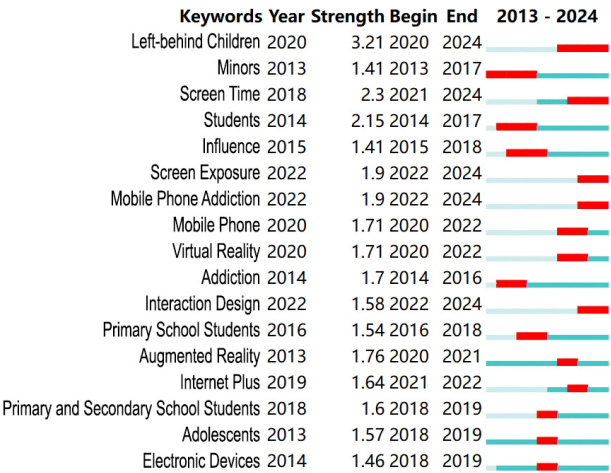 Keywords Year Strength Begin End 2013 - 2024
Left-behind Children 2020 3.21 2020 2024
Minors 2013 1.41 2013 2017
Screen Time 2018 2.3 2021 2024
Students 2014 2.15 2014 2017
Influence 2015 1.41 2015 2018
Screen Exposure 2022 1.9 2022 2024
Mobile Phone Addiction 2022 1.9 2022 2024
Mobile Phone 2020 1.71 2020 2022
Virtual Reality 2020 1.71 2020 2022
Addiction 2014 1.7 2014 2016
Interaction Design 2022 1.58 2022 2024
Primary School Students 2016 1.54 2016 2018
Augmented Reality 2013 1.76 2020 2021
Internet Plus 2019 1.64 2021 2022
Primary and Secondary School Students 2018 1.6 2018 2019
Adolescents 2013 1.57 2018 2019
Electronic Devices 2014 1.46 2018 2019